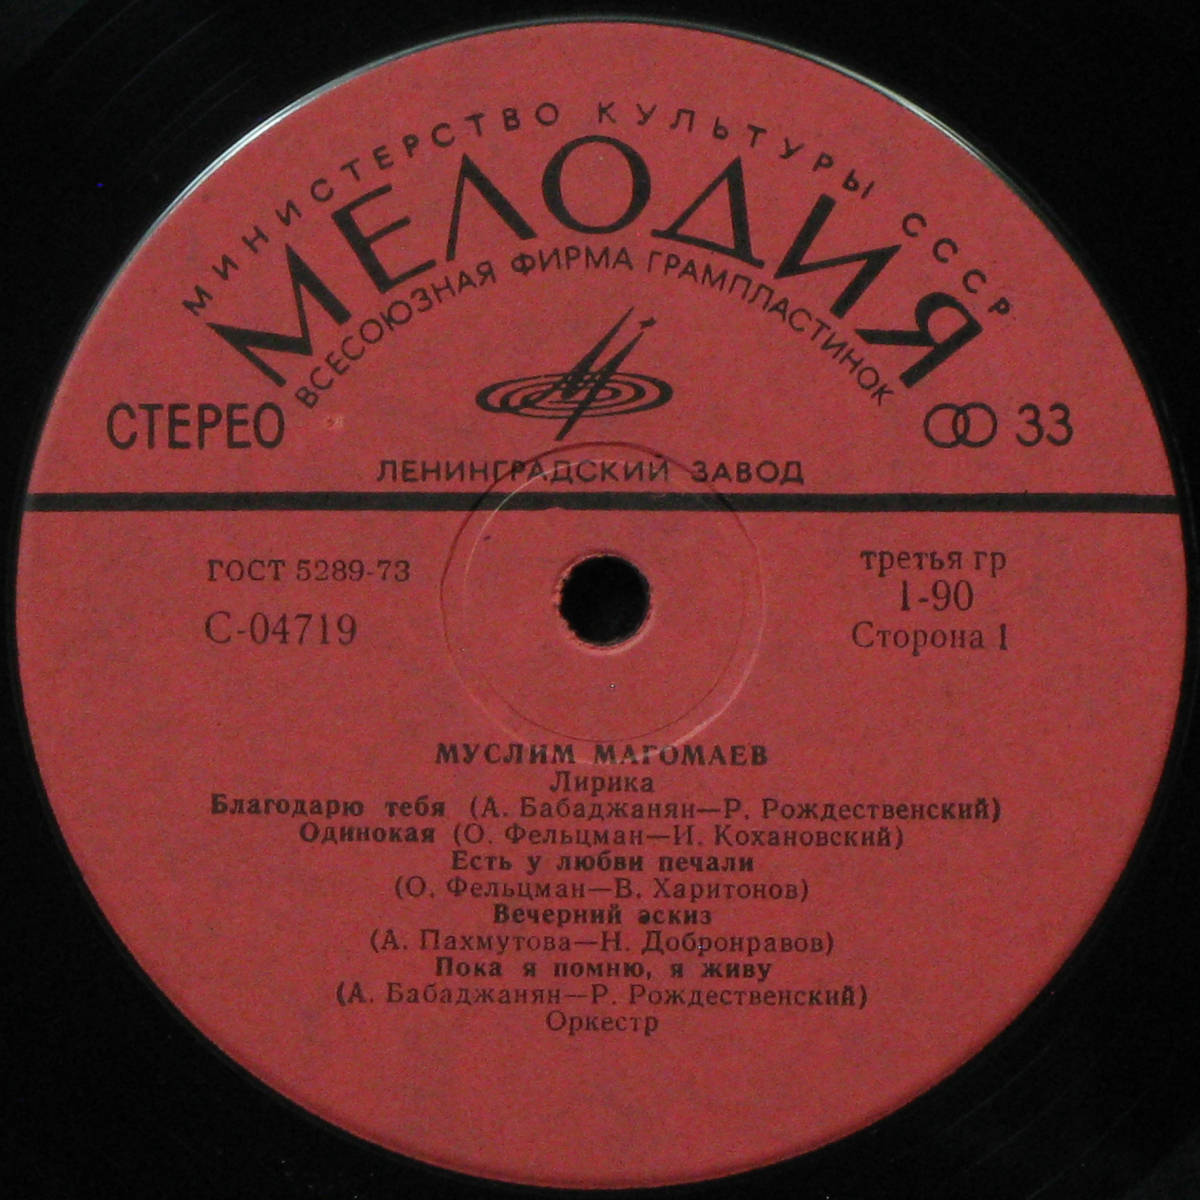 МИНИСТЕРСТВО КУЛЬТУРЫ СССР
МЕЛОДИЯ
ВСЕСОЮЗНАЯ ФИРМА ГРАМПЛАСТИНОК
СТЕРЕО
33
ЛЕНИНГРАДСКИЙ ЗАВОД
ГОСТ 5289-73
третья гр
1-90
С-04719
Сторона 1
МУСЛИМ МАГОМАЕВ
Лирика
Благодарю тебя (А. Бабаджанян—Р. Рождественский)
Одинокая (О. Фельцман—И. Кохановский)
Есть у любви печали
(О. Фельцман—В. Харитонов)
Вечерний эскиз
(А. Пахмутова—Н. Добронравов)
Пока я помню, я живу
(А. Бабаджанян—Р. Рождественский)
Оркестр